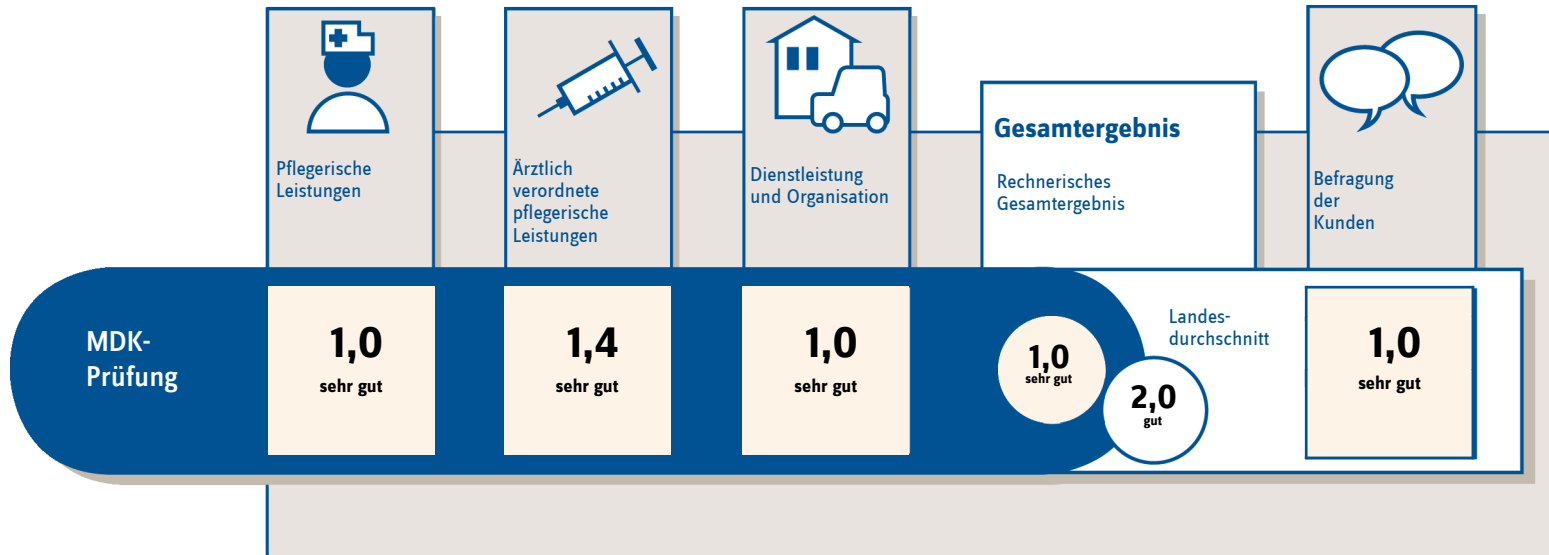 Pflegerische
Leistungen
Ärztlich
verordnete
pflegerische
Leistungen
Dienstleistung
und Organisation
Gesamtergebnis
Rechnerisches
Gesamtergebnis
Befragung
der
Kunden
MDK-
Prüfung
1,0
sehr gut
1,4
sehr gut
1,0
sehr gut
1,0
sehr gut
Landes-
durchschnitt
2,0
gut
1,0
sehr gut